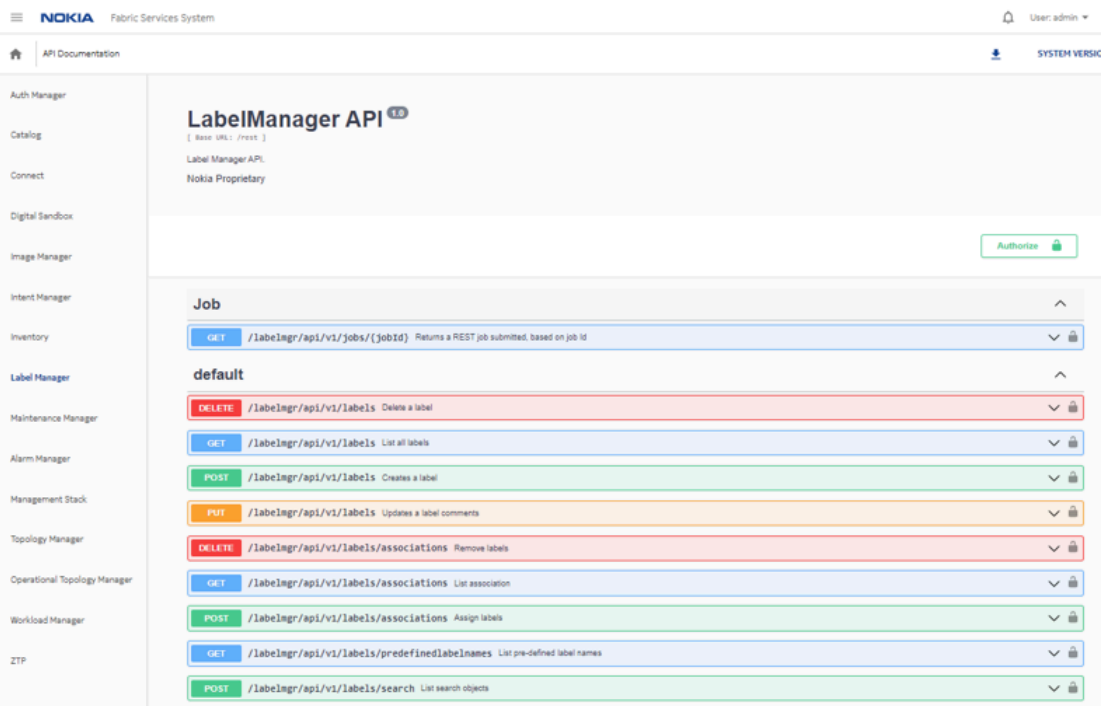 NOKIA Fabric Services System User: admin
API Documentation SYSTEM VERSIO
Auth Manager
Catalog
Connect
Digital Sandbox
Image Manager
Intent Manager
Inventory
Label Manager
Maintenance Manager
Alarm Manager
Management Stack
Topology Manager
Operational Topology Manager
Workload Manager
ZTP
LabelManager API 1.0
[ Base URL: /rest ]
Label Manager API.
Nokia Proprietary
Authorize
Job
GET /labelmgr/api/v1/jobs/{jobId} Returns a REST job submitted, based on job Id
default
DELETE /labelmgr/api/v1/labels Delete a label
GET /labelmgr/api/v1/labels List all labels
POST /labelmgr/api/v1/labels Creates a label
PUT /labelmgr/api/v1/labels Updates a label comments
DELETE /labelmgr/api/v1/labels/associations Remove labels
GET /labelmgr/api/v1/labels/associations List association
POST /labelmgr/api/v1/labels/associations Assign labels
GET /labelmgr/api/v1/labels/predefinedlabelnames List pre-defined label names
POST /labelmgr/api/v1/labels/search List search objects